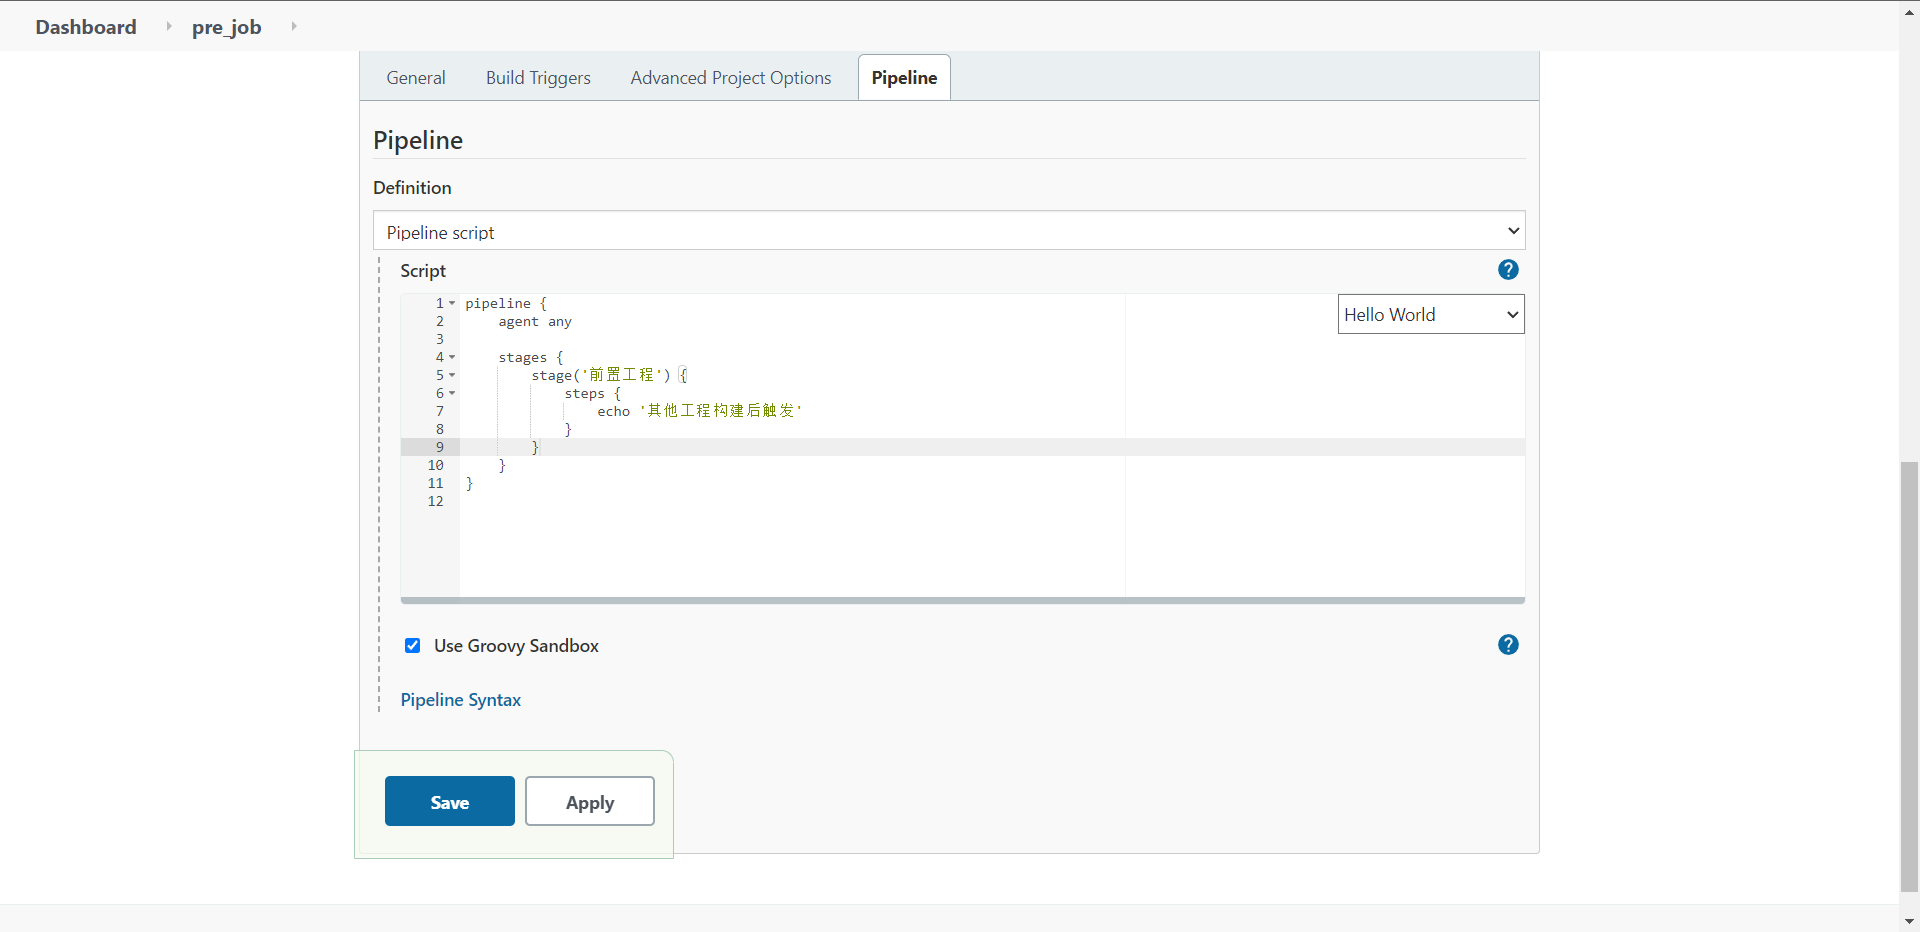 Dashboard pre_job
General Build Triggers Advanced Project Options Pipeline
Pipeline
Definition
Pipeline script
Script
Hello World
1 pipeline {
2     agent any
3
4     stages {
5         stage('前置工程') {
6             steps {
7                 echo '其他工程构建后触发'
8             }
9         }
10     }
11 }
12
Use Groovy Sandbox
Pipeline Syntax
Save Apply